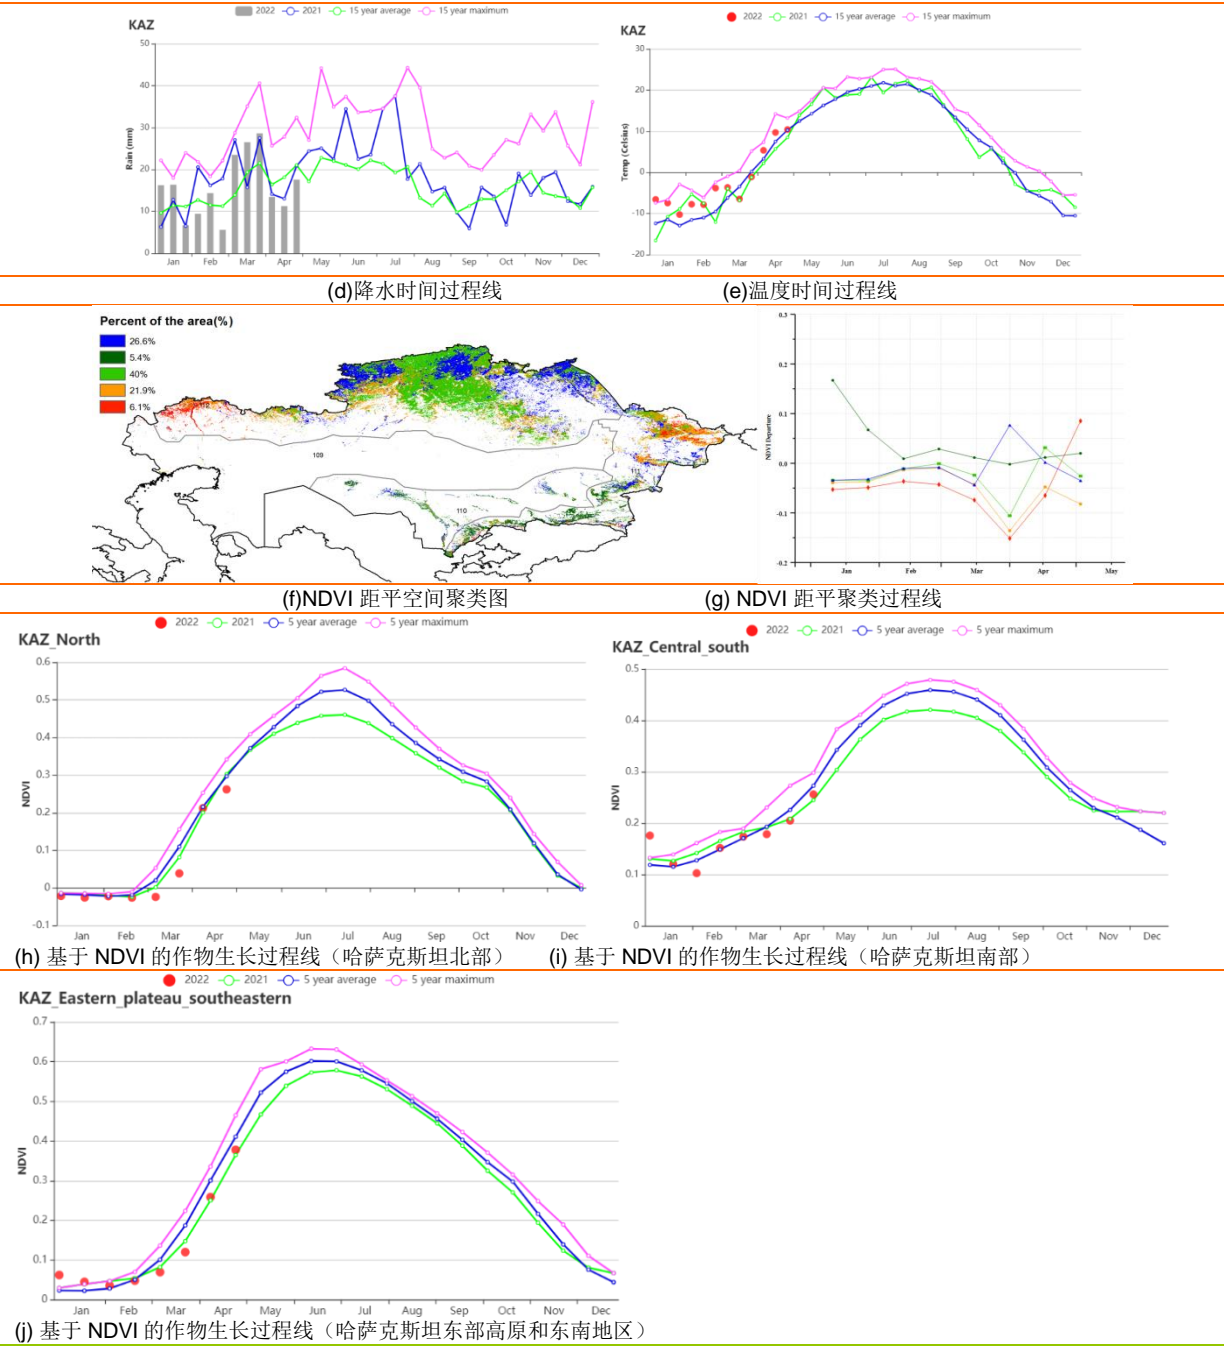 KAZ
2022 2021 15 year average 15 year maximum
Rain (mm)
50
40
30
20
10
0
Jan Feb Mar Apr May Jun Jul Aug Sep Oct Nov Dec
KAZ
2022 2021 15 year average 15 year maximum
Temp (Celsius)
30
20
10
0
-10
-20
Jan Feb Mar Apr May Jun Jul Aug Sep Oct Nov Dec
(d)降水时间过程线
(e)温度时间过程线
Percent of the area(%)
26.6%
5.4%
40%
21.9%
6.1%
109
110
111
NDVI Departure
0.3
0.2
0.1
0.0
-0.1
-0.2
Jan Feb Mar Apr May
(f)NDVI 距平空间聚类图
(g) NDVI 距平聚类过程线
2022 2021 5 year average 5 year maximum
KAZ_North
NDVI
0.6
0.5
0.4
0.3
0.2
0.1
0
-0.1
Jan Feb Mar Apr May Jun Jul Aug Sep Oct Nov Dec
2022 2021 5 year average 5 year maximum
KAZ_Central_south
NDVI
0.5
0.4
0.3
0.2
0.1
0
Jan Feb Mar Apr May Jun Jul Aug Sep Oct Nov Dec
(h) 基于 NDVI 的作物生长过程线（哈萨克斯坦北部）
(i) 基于 NDVI 的作物生长过程线（哈萨克斯坦南部）
2022 2021 5 year average 5 year maximum
KAZ_Eastern_plateau_southeastern
NDVI
0.7
0.6
0.5
0.4
0.3
0.2
0.1
0
Jan Feb Mar Apr May Jun Jul Aug Sep Oct Nov Dec
(j) 基于 NDVI 的作物生长过程线（哈萨克斯坦东部高原和东南地区）